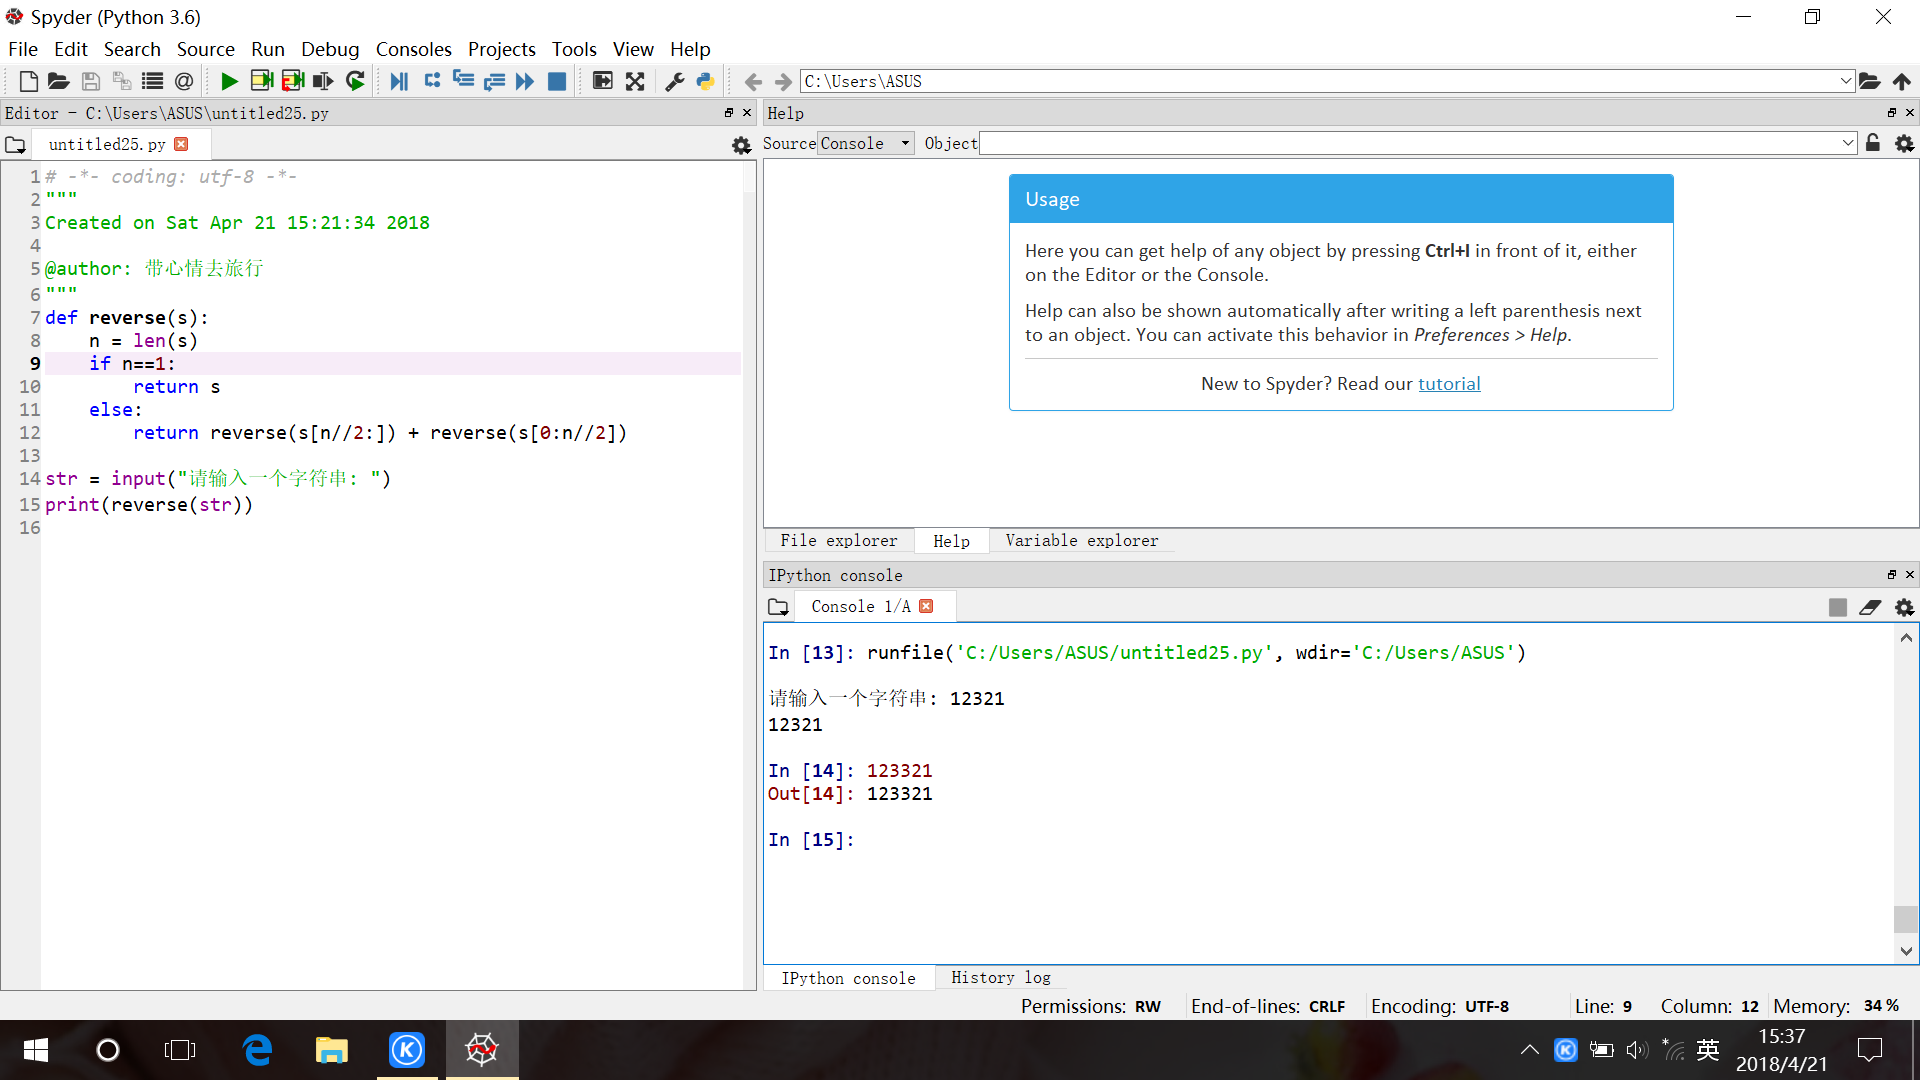 Spyder (Python 3.6)
File Edit Search Source Run Debug Consoles Projects Tools View Help
C:\Users\ASUS
Editor - C:\Users\ASUS\untitled25.py
untitled25.py
1 # -*- coding: utf-8 -*-
2 """
3 Created on Sat Apr 21 15:21:34 2018
4
5 @author: 带心情去旅行
6 """
7 def reverse(s):
8     n = len(s)
9     if n==1:
10         return s
11     else:
12         return reverse(s[n//2:]) + reverse(s[0:n//2])
13
14 str = input("请输入一个字符串: ")
15 print(reverse(str))
16
Help
Source Console Object
Usage
Here you can get help of any object by pressing Ctrl+I in front of it, either
on the Editor or the Console.
Help can also be shown automatically after writing a left parenthesis next
to an object. You can activate this behavior in Preferences > Help.
New to Spyder? Read our tutorial
File explorer Help Variable explorer
IPython console
Console 1/A
In [13]: runfile('C:/Users/ASUS/untitled25.py', wdir='C:/Users/ASUS')
请输入一个字符串: 12321
12321
In [14]: 123321
Out[14]: 123321
In [15]:
IPython console History log
Permissions: RW End-of-lines: CRLF Encoding: UTF-8 Line: 9 Column: 12 Memory: 34 %
英
15:37
2018/4/21